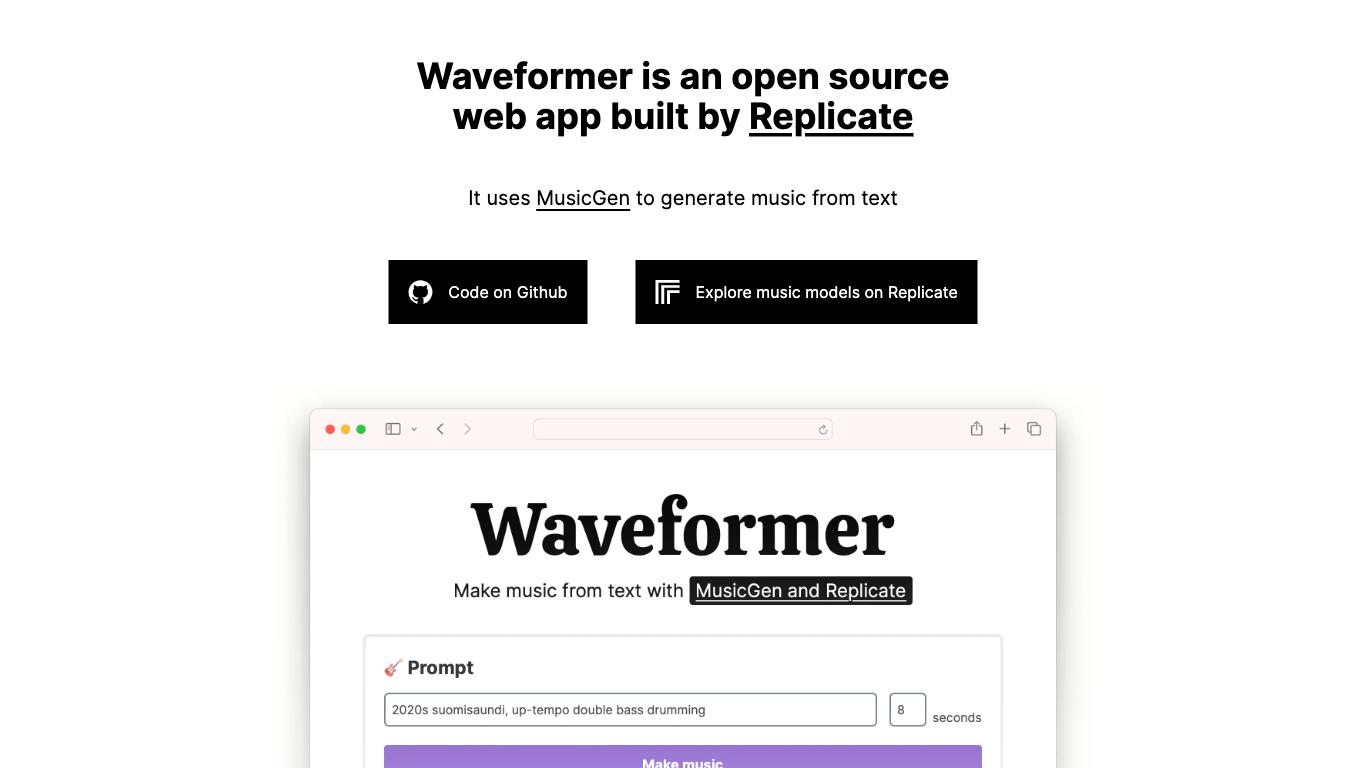 Waveformer is an open source
web app built by Replicate
It uses MusicGen to generate music from text
Code on Github
Explore music models on Replicate
Waveformer
Make music from text with MusicGen and Replicate
Prompt
2020s suomisaundi, up-tempo double bass drumming
8
seconds
Make music